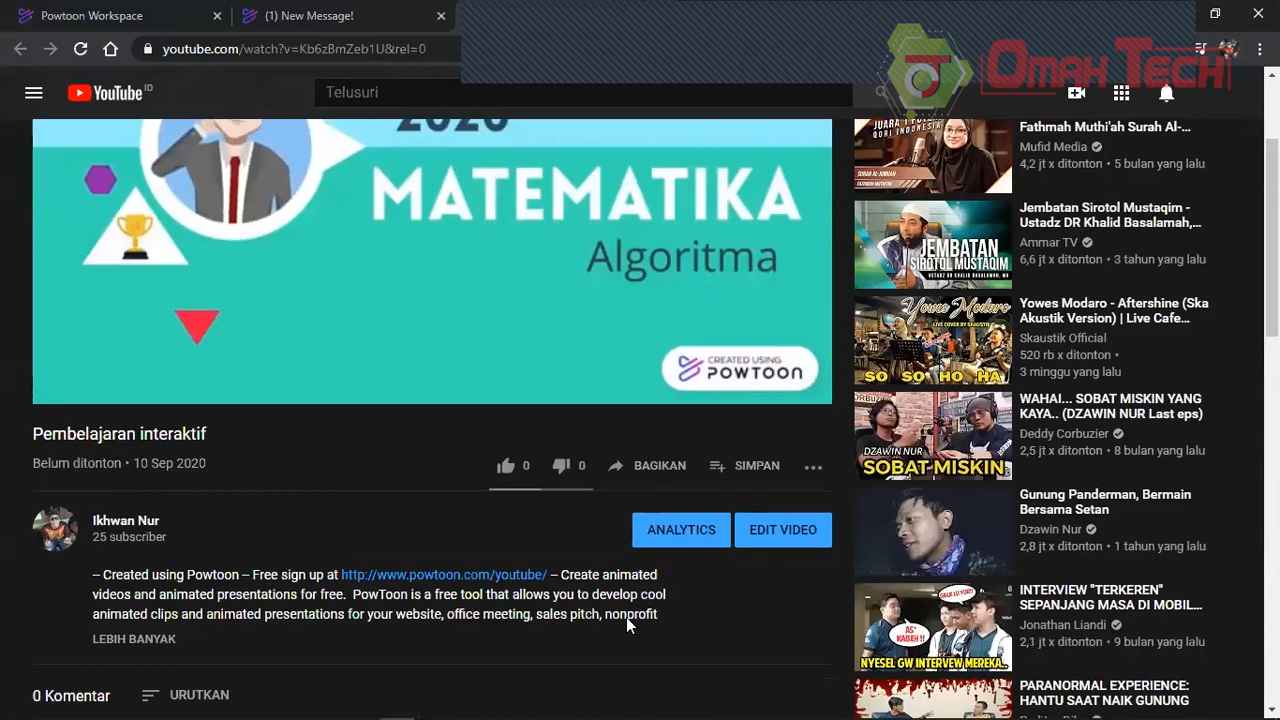 Powtoon Workspace
(1) New Message!
youtube.com/watch?v=Kb6zBmZeb1U&rel=0
OMAH TECH
YouTube ID
Telusuri
2020
MATEMATIKA
Algoritma
CREATED USING
POWTOON
Pembelajaran interaktif
Belum ditonton • 10 Sep 2020
0
0
BAGIKAN
SIMPAN
Ikhwan Nur
25 subscriber
ANALYTICS
EDIT VIDEO
-- Created using Powtoon -- Free sign up at http://www.powtoon.com/youtube/ -- Create animated
videos and animated presentations for free. PowToon is a free tool that allows you to develop cool
animated clips and animated presentations for your website, office meeting, sales pitch, nonprofit
LEBIH BANYAK
0 Komentar
URUTKAN
JUARA 1
QORI INDONESIA
Fathmah Muthi'ah Surah Al-...
Mufid Media
4,2 jt x ditonton • 5 bulan yang lalu
JEMBATAN
SIROTOL MUSTAQIM
Jembatan Sirotol Mustaqim -
Ustadz DR Khalid Basalamah,...
Ammar TV
6,6 jt x ditonton • 3 tahun yang lalu
Yowes Modaro
SO SO HO HA
Yowes Modaro - Aftershine (Ska
Akustik Version) | Live Cafe...
Skaustik Official
520 rb x ditonton •
3 minggu yang lalu
DZAWIN NUR
SOBAT MISKIN
WAHAI... SOBAT MISKIN YANG
KAYA.. (DZAWIN NUR Last eps)
Deddy Corbuzier
2,5 jt x ditonton • 8 bulan yang lalu
Gunung Panderman, Bermain
Bersama Setan
Dzawin Nur
2,8 jt x ditonton • 1 tahun yang lalu
KABEH !!
NYESEL GW INTERVIEW MEREKA...
INTERVIEW "TERKEREN"
SEPANJANG MASA DI MOBIL...
Jonathan Liandi
2,1 jt x ditonton • 9 bulan yang lalu
PARANORMAL EXPERIENCE:
HANTU SAAT NAIK GUNUNG